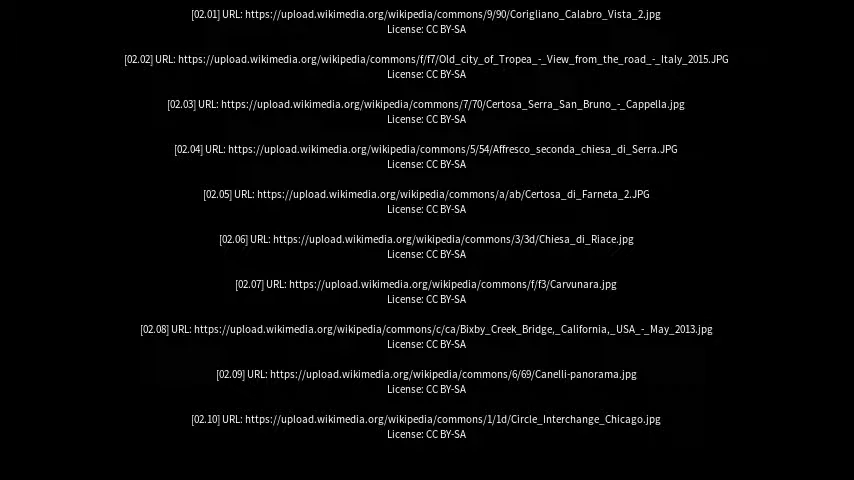 [02.01] URL: https://upload.wikimedia.org/wikipedia/commons/9/90/Corigliano_Calabro_Vista_2.jpg
License: CC BY-SA
[02.02] URL: https://upload.wikimedia.org/wikipedia/commons/f/f7/Old_city_of_Tropea_-_View_from_the_road_-_Italy_2015.JPG
License: CC BY-SA
[02.03] URL: https://upload.wikimedia.org/wikipedia/commons/7/70/Certosa_Serra_San_Bruno_-_Cappella.jpg
License: CC BY-SA
[02.04] URL: https://upload.wikimedia.org/wikipedia/commons/5/54/Affresco_seconda_chiesa_di_Serra.JPG
License: CC BY-SA
[02.05] URL: https://upload.wikimedia.org/wikipedia/commons/a/ab/Certosa_di_Farneta_2.JPG
License: CC BY-SA
[02.06] URL: https://upload.wikimedia.org/wikipedia/commons/3/3d/Chiesa_di_Riace.jpg
License: CC BY-SA
[02.07] URL: https://upload.wikimedia.org/wikipedia/commons/f/f3/Carvunara.jpg
License: CC BY-SA
[02.08] URL: https://upload.wikimedia.org/wikipedia/commons/c/ca/Bixby_Creek_Bridge,_California,_USA_-_May_2013.jpg
License: CC BY-SA
[02.09] URL: https://upload.wikimedia.org/wikipedia/commons/6/69/Canelli-panorama.jpg
License: CC BY-SA
[02.10] URL: https://upload.wikimedia.org/wikipedia/commons/1/1d/Circle_Interchange_Chicago.jpg
License: CC BY-SA